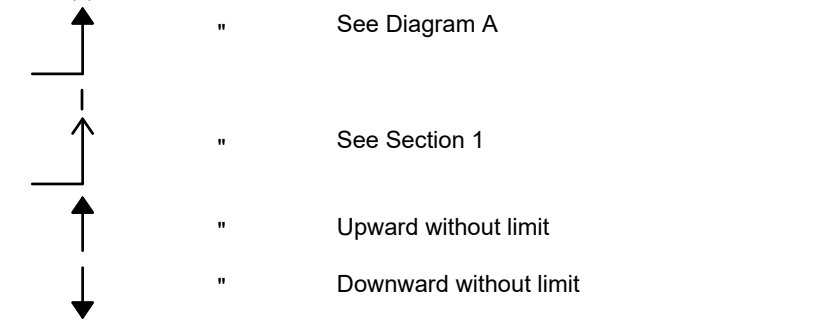 " See Diagram A
" See Section 1
" Upward without limit
" Downward without limit